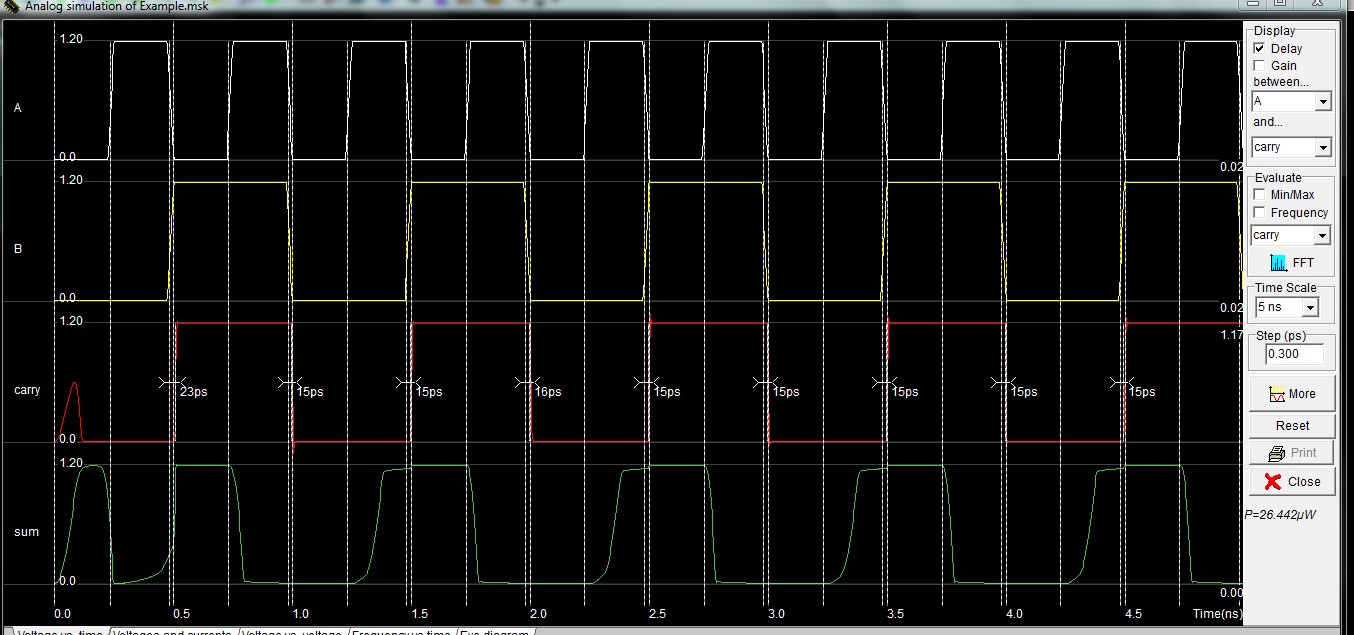 Analog simulation of Example.msk
1.20
A
0.0
0.02
1.20
B
0.0
0.02
1.20
1.17
carry
23ps 15ps 15ps 16ps 15ps 15ps 15ps 15ps 15ps
0.0
1.20
sum
0.0
0.00
0.0 0.5 1.0 1.5 2.0 2.5 3.0 3.5 4.0 4.5 Time(ns)
Voltage vs. time Voltages and currents Voltage vs. voltage Frequency vs time Eye diagram
Display
Delay
Gain
between...
A
and...
carry
Evaluate
Min/Max
Frequency
carry
FFT
Time Scale
5 ns
Step (ps)
0.300
More
Reset
Print
Close
P=26.442µW